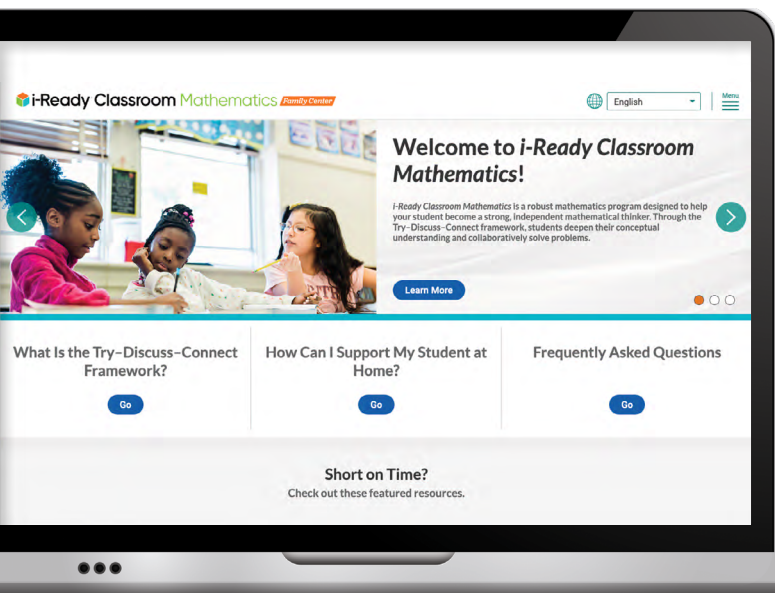 i-Ready Classroom Mathematics Family Center
English
Menu
Welcome to i-Ready Classroom
Mathematics!
i-Ready Classroom Mathematics is a robust mathematics program designed to help
your student become a strong, independent mathematical thinker. Through the
Try–Discuss–Connect framework, students deepen their conceptual
understanding and collaboratively solve problems.
Learn More
What Is the Try–Discuss–Connect
Framework?
Go
How Can I Support My Student at
Home?
Go
Frequently Asked Questions
Go
Short on Time?
Check out these featured resources.